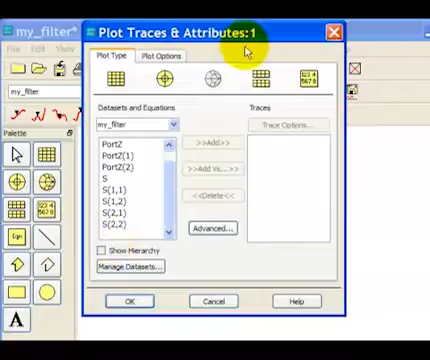 my_filter*
Plot Traces & Attributes:1
File
Edit
Plot Type
Plot Options
my_filter
Palette
Eqn
A
Datasets and Equations
Traces
my_filter
PortZ
PortZ(1)
PortZ(2)
S
S(1,1)
S(1,2)
S(2,1)
S(2,2)
>>Add>>
>>Add Vs...>>
<<Delete<<
Advanced...
Trace Options...
Show Hierarchy
Manage Datasets...
OK
Cancel
Help